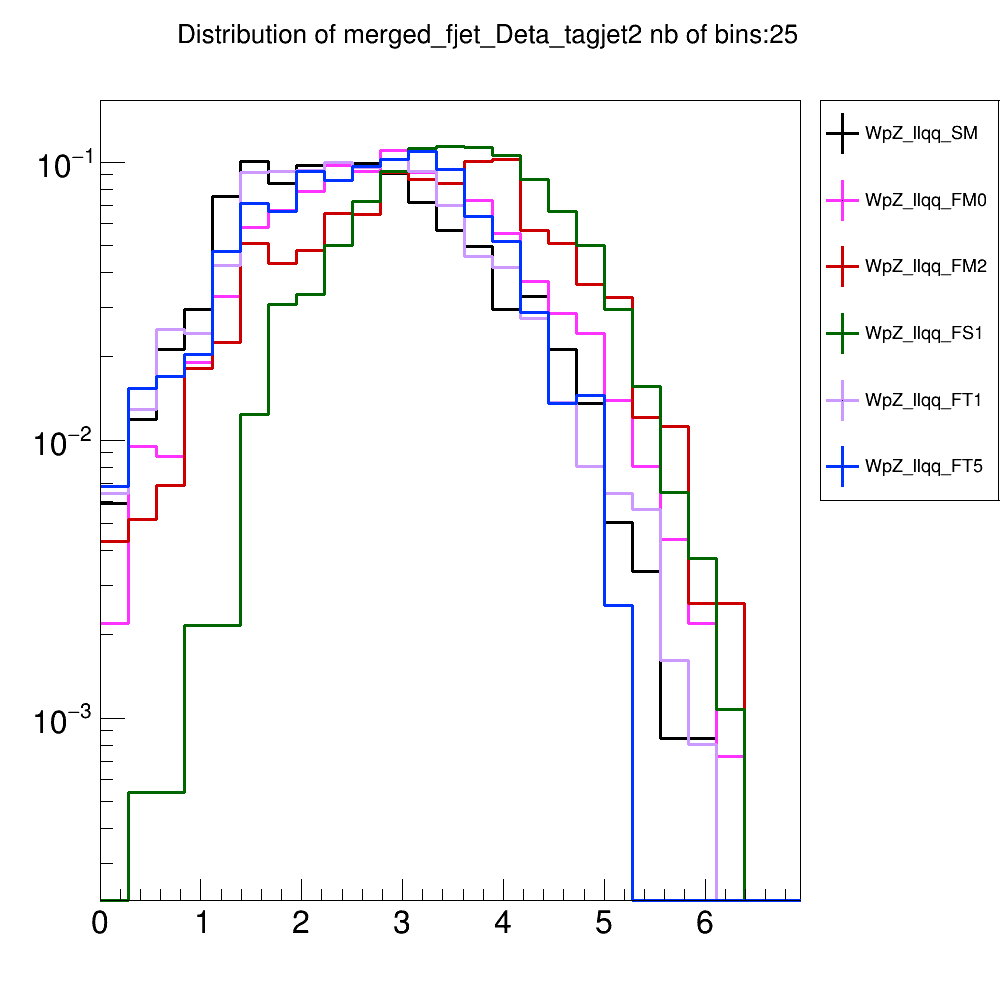 Distribution of merged_fjet_Deta_tagjet2 nb of bins:25
10−1
10−2
10−3
0 1 2 3 4 5 6
WpZ_llqq_SM
WpZ_llqq_FM0
WpZ_llqq_FM2
WpZ_llqq_FS1
WpZ_llqq_FT1
WpZ_llqq_FT5